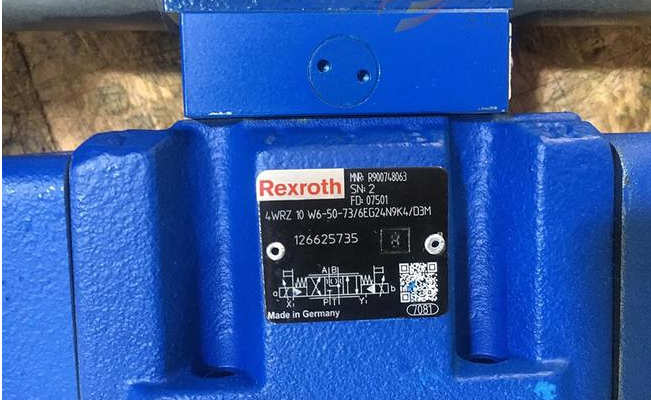 Rexroth
MNR: R900748063
SN: 2
FD: 07501
4WRZ 10 W6-50-73/6EG24N9K4/D3M
126625735
8
A B
a
b
X
P T
Y
Made in Germany
7081